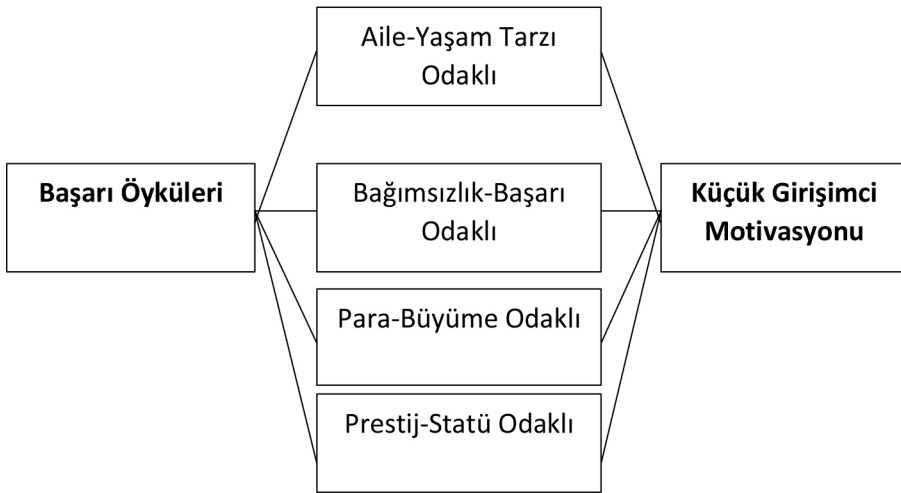 Aile-Yaşam Tarzı
Odaklı
Başarı Öyküleri
Bağımsızlık-Başarı
Odaklı
Küçük Girişimci
Motivasyonu
Para-Büyüme Odaklı
Prestij-Statü Odaklı